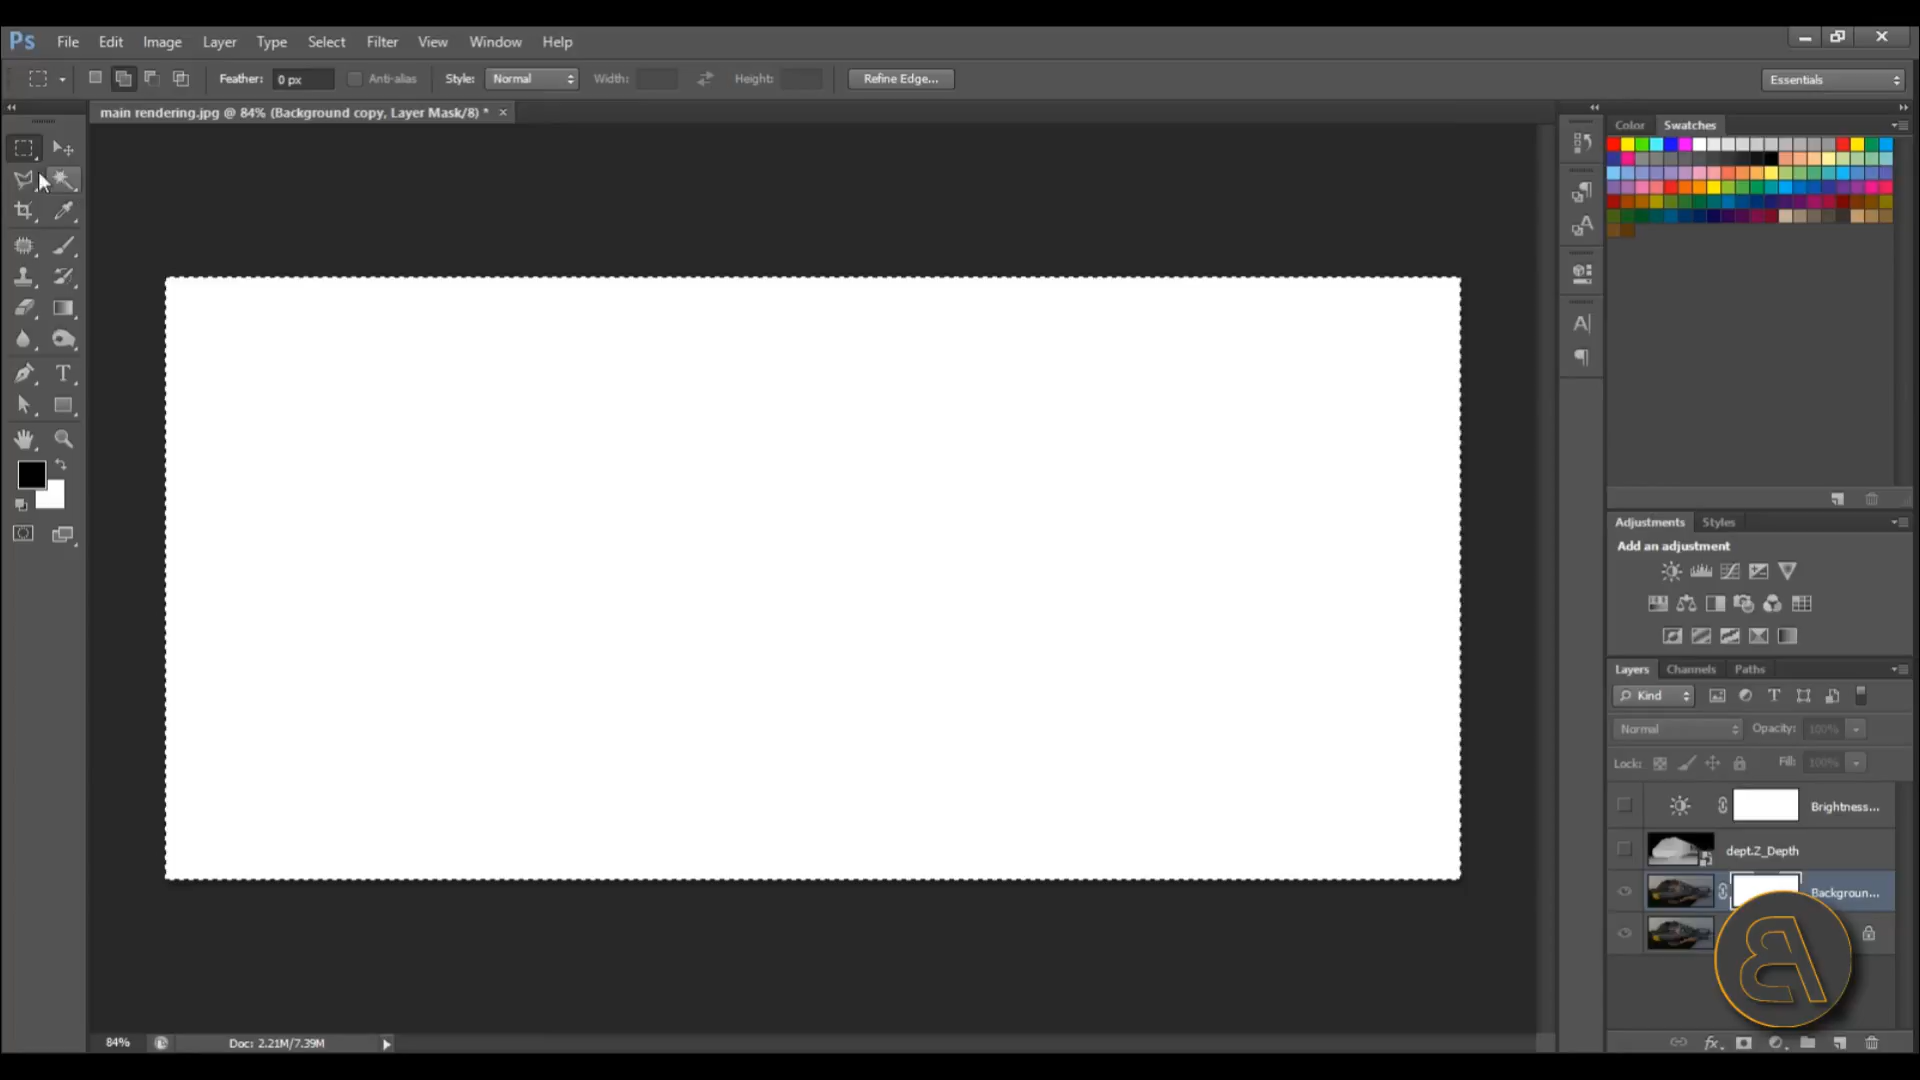 Ps File Edit Image Layer Type Select Filter View Window Help
Feather: 0 px Anti-alias Style: Normal Width: Height: Refine Edge... Essentials
main rendering.jpg @ 84% (Background copy, Layer Mask/8) * ×
Color Swatches
Adjustments Styles
Add an adjustment
Layers Channels Paths
Kind
Normal Opacity: 100%
Lock: Fill: 100%
Brightness...
dept.Z_Depth
Backgroun...
84% Doc: 2.21M/7.39M